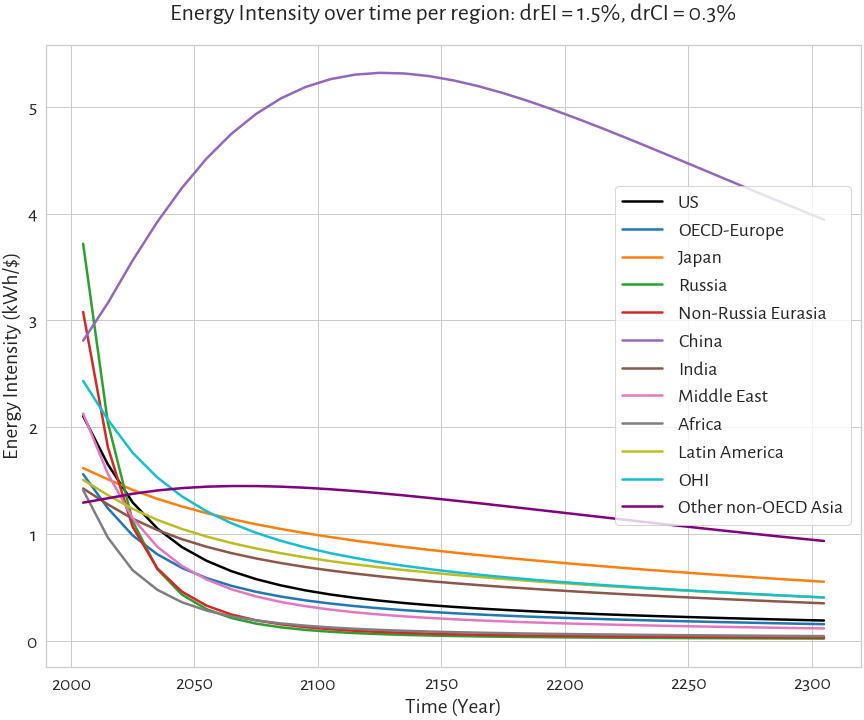 Energy Intensity over time per region: drEI = 1.5%, drCI = 0.3%
Energy Intensity (kWh/$)
5
4
3
2
1
0
US
OECD-Europe
Japan
Russia
Non-Russia Eurasia
China
India
Middle East
Africa
Latin America
OHI
Other non-OECD Asia
2000 2050 2100 2150 2200 2250 2300
Time (Year)